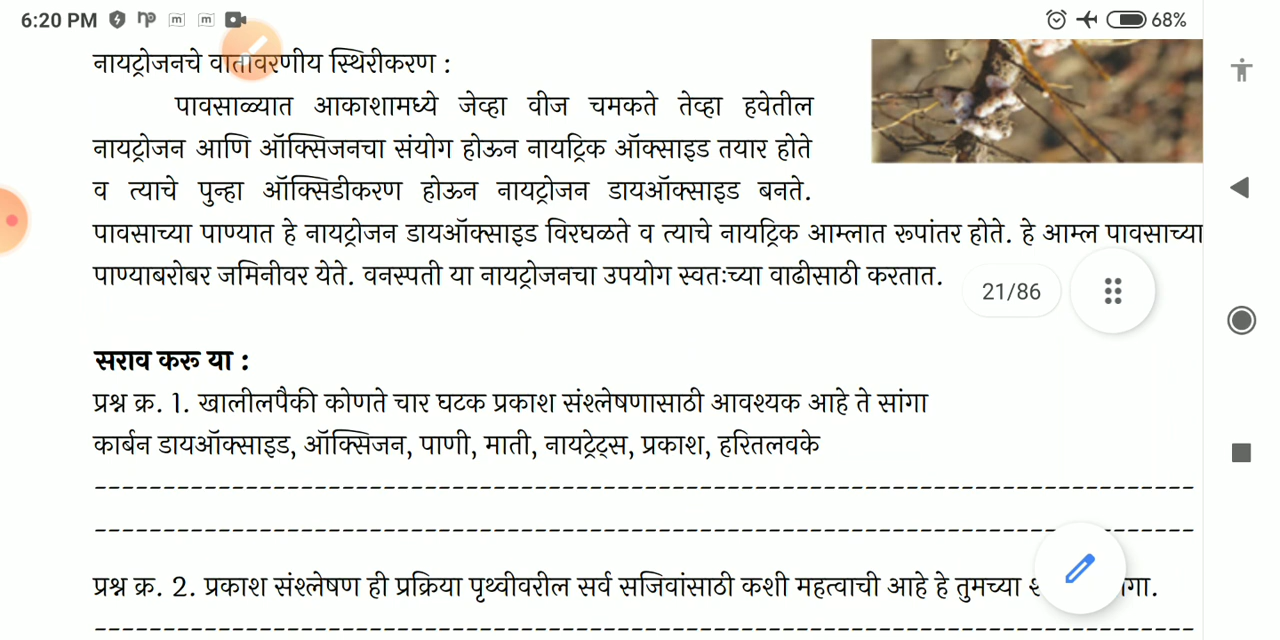 6:20 PM
68%
नायट्रोजनचे वातावरणीय स्थिरीकरण :
पावसाळ्यात आकाशामध्ये जेव्हा वीज चमकते तेव्हा हवेतील
नायट्रोजन आणि ऑक्सिजनचा संयोग होऊन नायट्रिक ऑक्साइड तयार होते
व त्याचे पुन्हा ऑक्सिडीकरण होऊन नायट्रोजन डायऑक्साइड बनते.
पावसाच्या पाण्यात हे नायट्रोजन डायऑक्साइड विरघळते व त्याचे नायट्रिक आम्लात रूपांतर होते. हे आम्ल पावसाच्या
पाण्याबरोबर जमिनीवर येते. वनस्पती या नायट्रोजनचा उपयोग स्वतःच्या वाढीसाठी करतात.
21/86
सराव करू या :
प्रश्न क्र. 1. खालीलपैकी कोणते चार घटक प्रकाश संश्लेषणासाठी आवश्यक आहे ते सांगा
कार्बन डायऑक्साइड, ऑक्सिजन, पाणी, माती, नायट्रेट्स, प्रकाश, हरितलवके
प्रश्न क्र. 2. प्रकाश संश्लेषण ही प्रक्रिया पृथ्वीवरील सर्व सजिवांसाठी कशी महत्वाची आहे हे तुमच्या